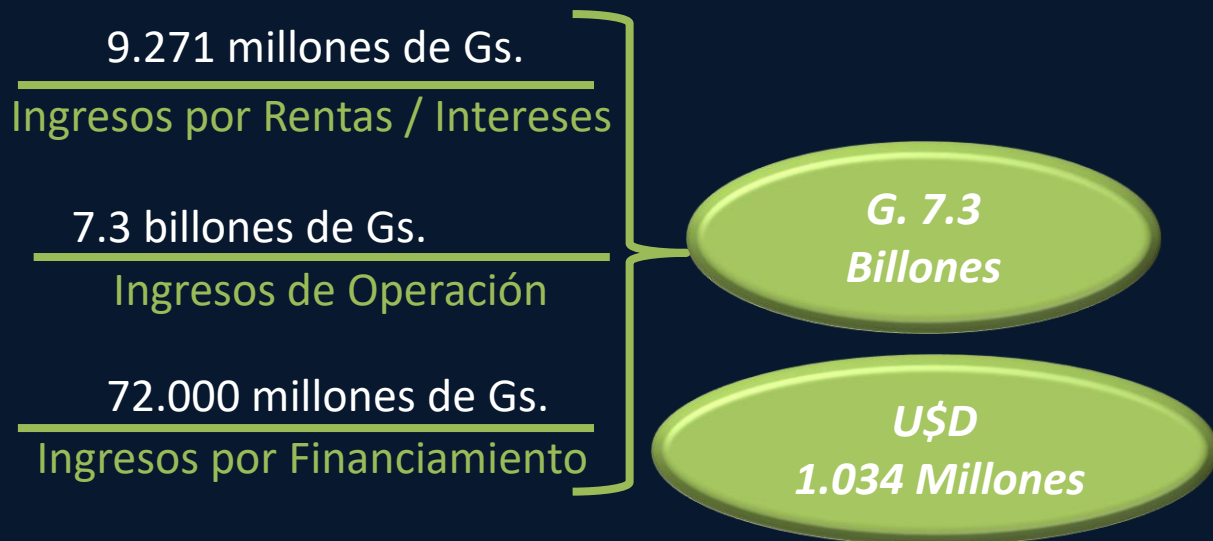 9.271 millones de Gs.
Ingresos por Rentas / Intereses
7.3 billones de Gs.
Ingresos de Operación
72.000 millones de Gs.
Ingresos por Financiamiento
G. 7.3
Billones
U$D
1.034 Millones